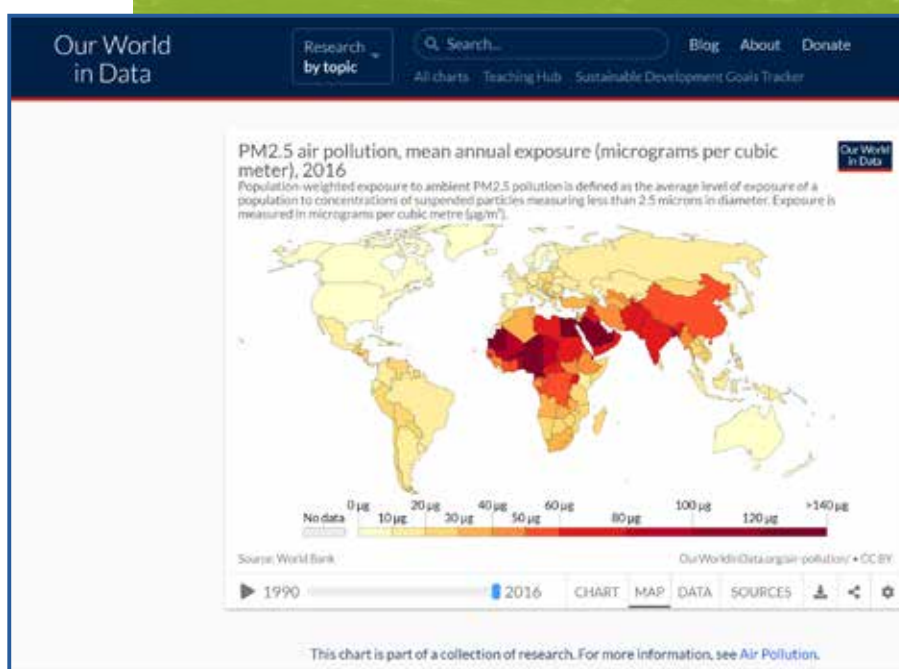 Our World
in Data
Research
by topic
Search...
Blog About Donate
All charts Teaching Hub Sustainable Development Goals Tracker
PM2.5 air pollution, mean annual exposure (micrograms per cubic
meter), 2016
Our World
in Data
Population-weighted exposure to ambient PM2.5 pollution is defined as the average level of exposure of a
population to concentrations of suspended particles measuring less than 2.5 microns in diameter. Exposure is
measured in micrograms per cubic metre (µg/m³).
0 µg 20 µg 40 µg 60 µg 100 µg >140 µg
No data 10 µg 30 µg 50 µg 80 µg 120 µg
Source: World Bank
OurWorldInData.org/air-pollution/ • CC BY
1990 2016 CHART MAP DATA SOURCES
This chart is part of a collection of research. For more information, see Air Pollution.